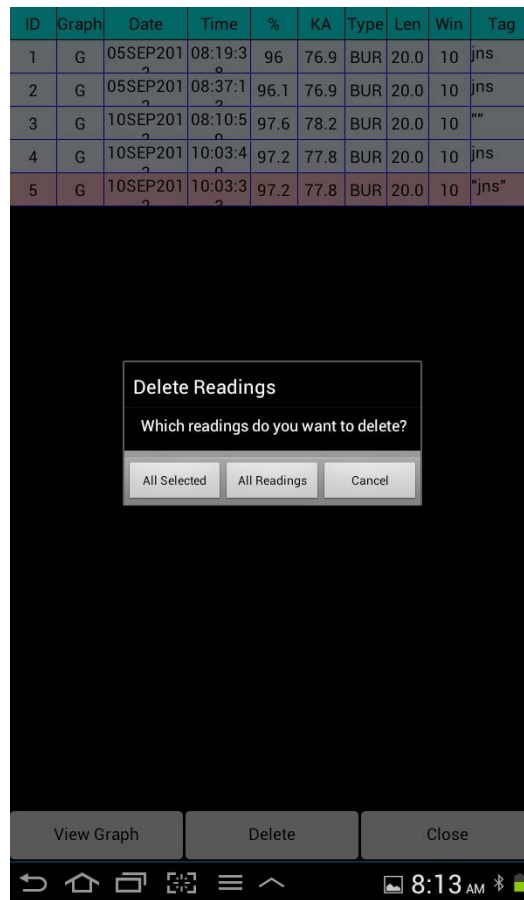 ID Graph Date Time % KA Type Len Win Tag
1 G 05SEP201 08:19:3 96 76.9 BUR 20.0 10 jns
2 G 05SEP201 08:37:1 96.1 76.9 BUR 20.0 10 jns
3 G 10SEP201 08:10:5 97.6 78.2 BUR 20.0 10 ""
4 G 10SEP201 10:03:4 97.2 77.8 BUR 20.0 10 jns
5 G 10SEP201 10:03:3 97.2 77.8 BUR 20.0 10 "jns"
Delete Readings
Which readings do you want to delete?
All Selected All Readings Cancel
View Graph Delete Close
8:13 AM